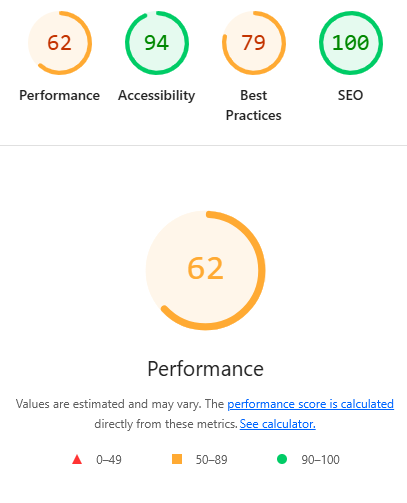 62 94 79 100
Performance Accessibility Best Practices SEO
62
Performance
Values are estimated and may vary. The performance score is calculated
directly from these metrics. See calculator.
0–49 50–89 90–100